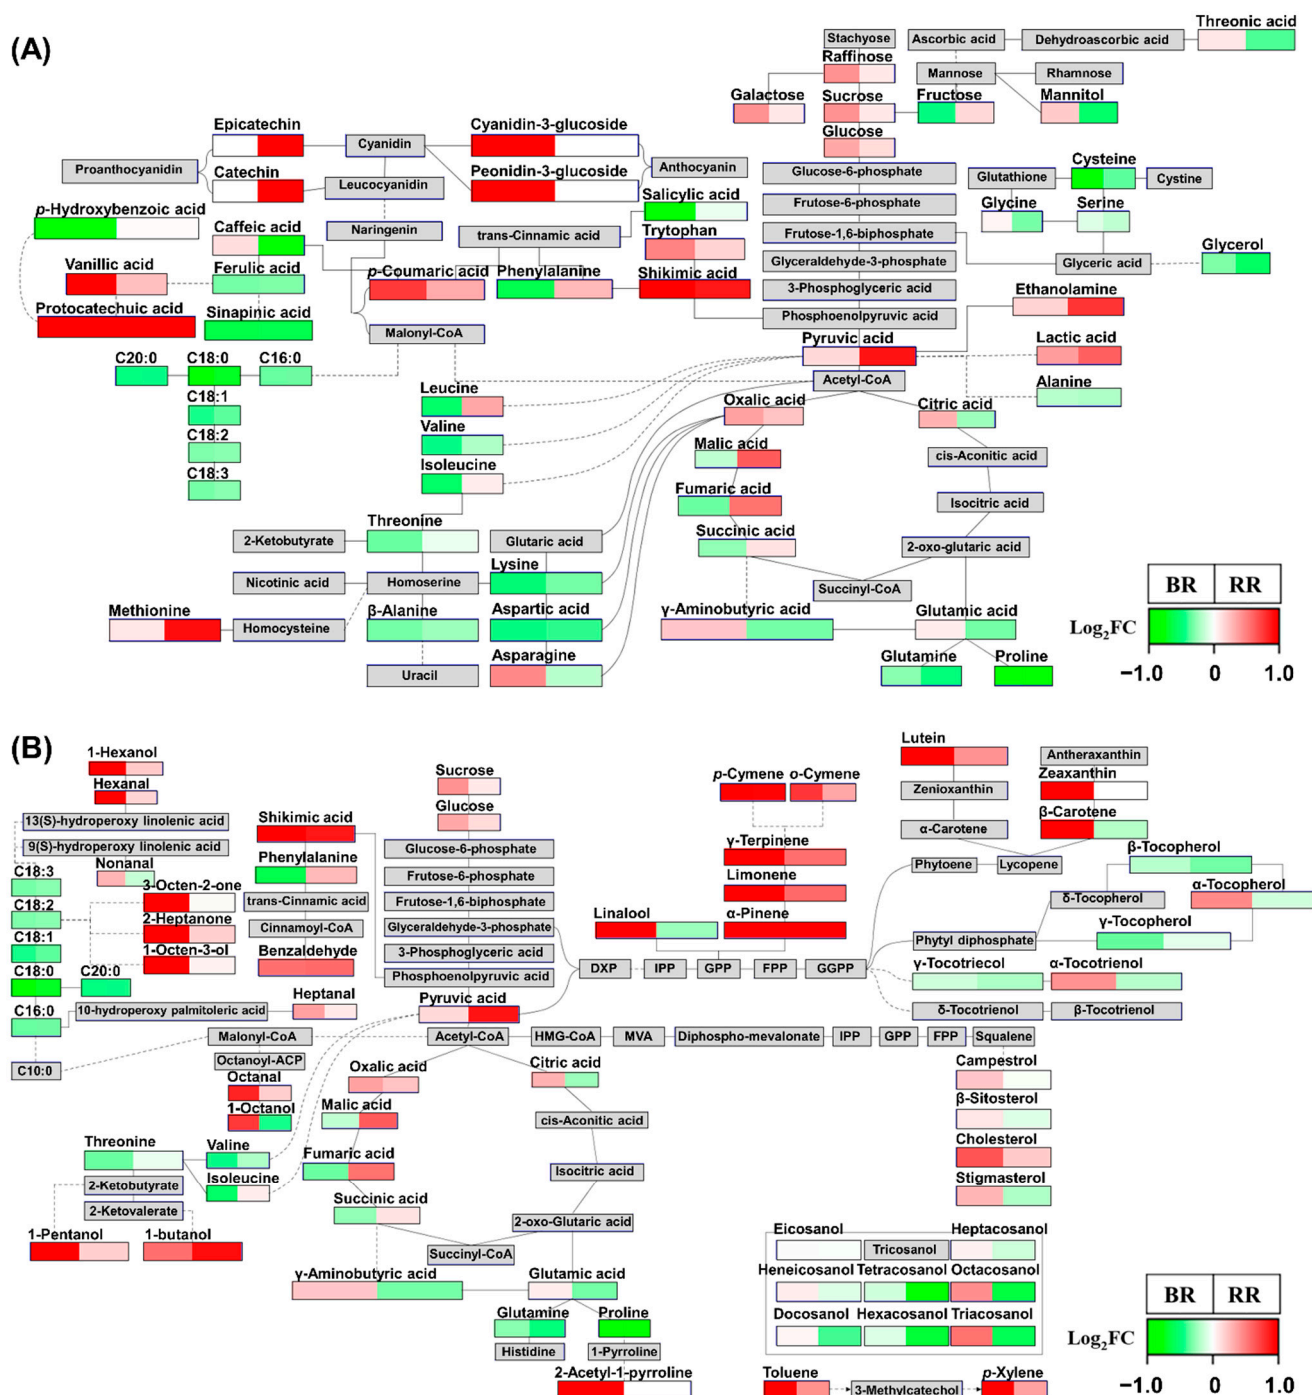 (A)
Stachyose
Ascorbic acid
Dehydroascorbic acid
Threonic acid
Raffinose
Mannose
Rhamnose
Galactose
Sucrose
Fructose
Mannitol
Glucose
Epicatechin
Cyanidin
Cyanidin-3-glucoside
Proanthocyanidin
Anthocyanin
Catechin
Leucocyanidin
Peonidin-3-glucoside
Glucose-6-phosphate
Glutathione
Cysteine
Cystine
p-Hydroxybenzoic acid
Salicylic acid
Frutose-6-phosphate
Glycine
Serine
Caffeic acid
Naringenin
trans-Cinnamic acid
Trytophan
Frutose-1,6-biphosphate
Glycerol
Vanillic acid
Ferulic acid
p-Coumaric acid
Phenylalanine
Shikimic acid
Glyceraldehyde-3-phosphate
Glyceric acid
3-Phosphoglyceric acid
Ethanolamine
Protocatechuic acid
Sinapinic acid
Malonyl-CoA
Phosphoenolpyruvic acid
Pyruvic acid
Lactic acid
C20:0
C18:0
C16:0
Acetyl-CoA
Alanine
C18:1
Leucine
Oxalic acid
Citric acid
C18:2
Valine
Malic acid
cis-Aconitic acid
C18:3
Isoleucine
Fumaric acid
Isocitric acid
Threonine
Succinic acid
2-Ketobutyrate
Glutaric acid
2-oxo-glutaric acid
Nicotinic acid
Homoserine
Lysine
Succinyl-CoA
BR
RR
Methionine
Homocysteine
β-Alanine
Aspartic acid
γ-Aminobutyric acid
Glutamic acid
Log2FC
Uracil
Asparagine
Glutamine
Proline
−1.0
0
1.0
(B)
1-Hexanol
Hexanal
13(S)-hydroperoxy linolenic acid
9(S)-hydroperoxy linolenic acid
Nonanal
C18:3
3-Octen-2-one
C18:2
2-Heptanone
C18:1
1-Octen-3-ol
C18:0
C20:0
C16:0
10-hydroperoxy palmitoleic acid
Heptanal
C10:0
Malonyl-CoA
Octanoyl-ACP
Octanal
1-Octanol
Shikimic acid
Phenylalanine
trans-Cinnamic acid
Cinnamoyl-CoA
Benzaldehyde
Sucrose
Glucose
Glucose-6-phosphate
Frutose-6-phosphate
Frutose-1,6-biphosphate
Glyceraldehyde-3-phosphate
3-Phosphoglyceric acid
Phosphoenolpyruvic acid
Pyruvic acid
Acetyl-CoA
HMG-CoA
MVA
Diphospho-mevalonate
IPP
GPP
FPP
Squalene
p-Cymene
o-Cymene
γ-Terpinene
Limonene
Linalool
α-Pinene
DXP
IPP
GPP
FPP
GGPP
Lutein
Antheraxanthin
Zeaxanthin
Zenioxanthin
β-Carotene
α-Carotene
Phytoene
Lycopene
β-Tocopherol
δ-Tocopherol
α-Tocopherol
γ-Tocopherol
Phytyl diphosphate
γ-Tocotriecol
α-Tocotrienol
δ-Tocotrienol
β-Tocotrienol
Campestrol
β-Sitosterol
Cholesterol
Stigmasterol
Oxalic acid
Citric acid
Malic acid
cis-Aconitic acid
Threonine
Valine
Fumaric acid
2-Ketobutyrate
Isoleucine
Isocitric acid
2-Ketovalerate
Succinic acid
1-Pentanol
1-butanol
2-oxo-Glutaric acid
Succinyl-CoA
γ-Aminobutyric acid
Glutamic acid
Glutamine
Proline
Histidine
1-Pyrroline
2-Acetyl-1-pyrroline
Eicosanol
Tricosanol
Heptacosanol
Heneicosanol
Tetracosanol
Octacosanol
Docosanol
Hexacosanol
Triacosanol
Toluene
3-Methylcatechol
p-Xylene
BR
RR
Log2FC
−1.0
0
1.0